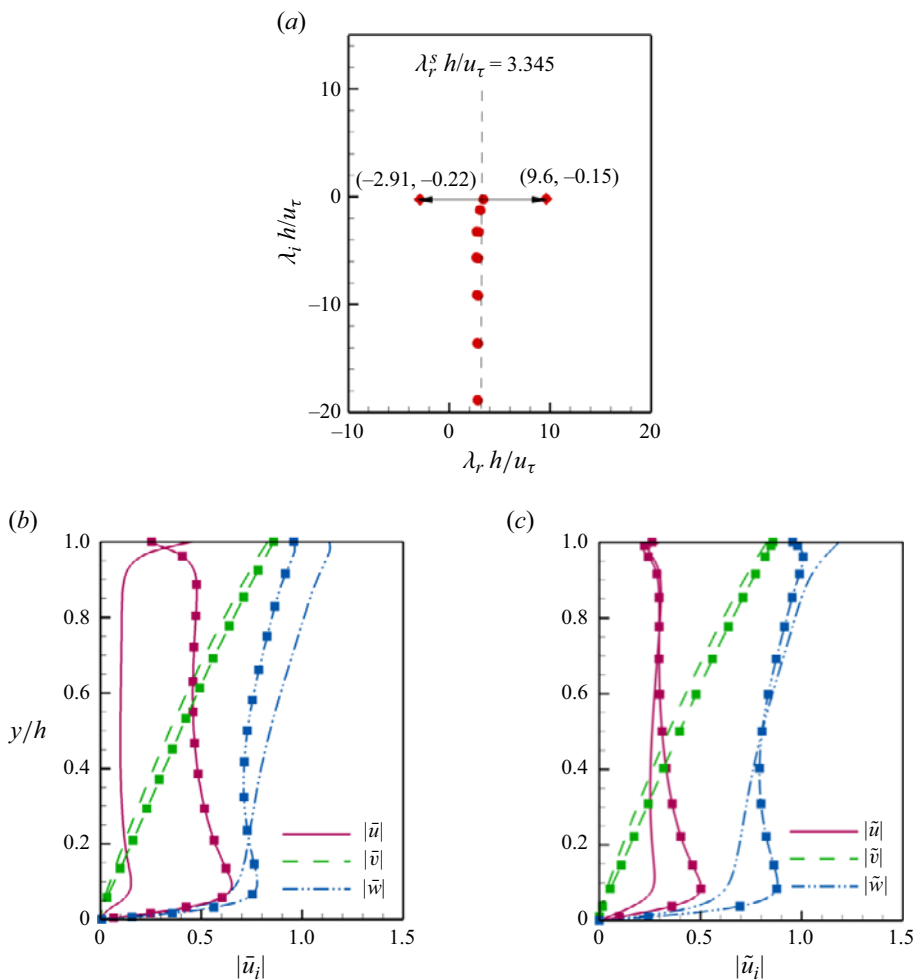 (a)
λ_r^s h/u_τ = 3.345
10
(–2.91, –0.22)
(9.6, –0.15)
0
λ_i h/u_τ
–10
–20
–10
0
10
20
λ_r h/u_τ
(b)
(c)
1.0
0.8
0.6
y/h
0.4
0.2
0
|ū|
|v̄|
|w̄|
0
0.5
1.0
1.5
|ū_i|
1.0
0.8
0.6
0.4
0.2
0
|ũ|
|ṽ|
|w̃|
0
0.5
1.0
1.5
|ũ_i|